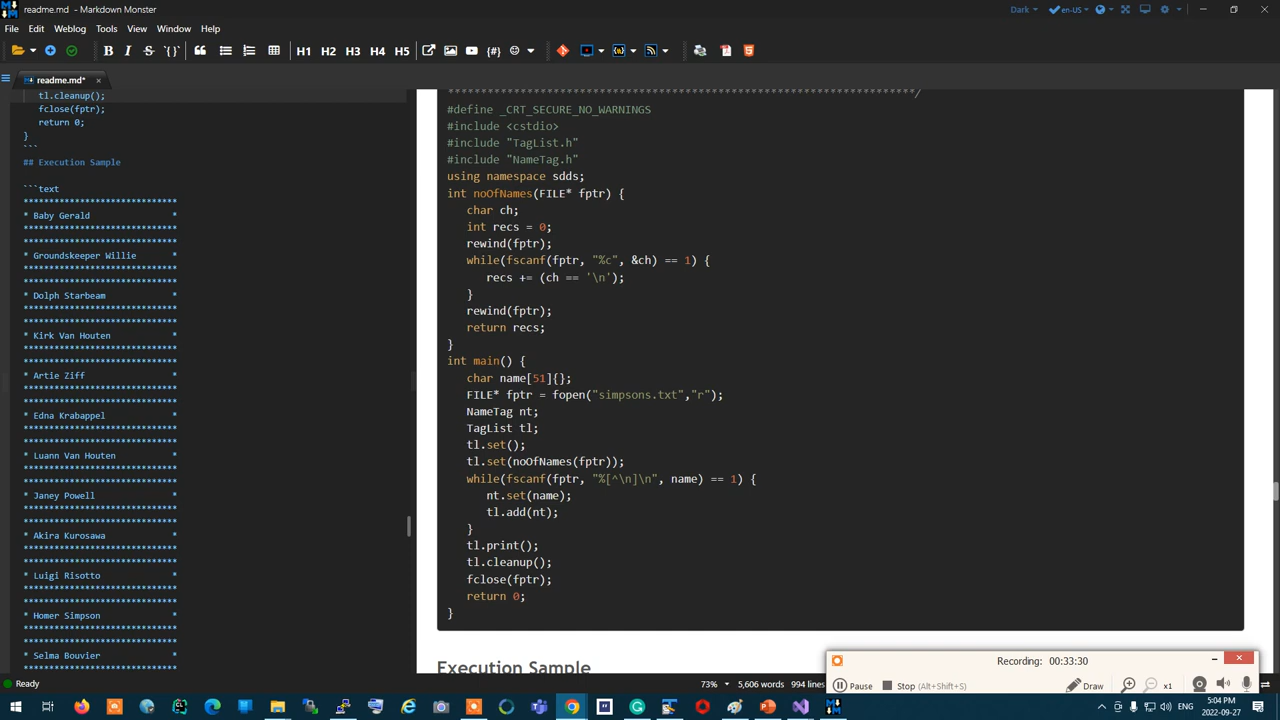 readme.md - Markdown Monster
Dark
en-US
File Edit Weblog Tools View Window Help
B I S `{ } H1 H2 H3 H4 H5 {#}
readme.md*
tl.cleanup();
fclose(fptr);
return 0;
}
```
## Execution Sample
```text
*******************************
* Baby Gerald *
*******************************
*******************************
* Groundskeeper Willie *
*******************************
*******************************
* Dolph Starbeam *
*******************************
*******************************
* Kirk Van Houten *
*******************************
*******************************
* Artie Ziff *
*******************************
*******************************
* Edna Krabappel *
*******************************
*******************************
* Luann Van Houten *
*******************************
*******************************
* Janey Powell *
*******************************
*******************************
* Akira Kurosawa *
*******************************
*******************************
* Luigi Risotto *
*******************************
*******************************
* Homer Simpson *
*******************************
*******************************
* Selma Bouvier *
*******************************
***********************************************************************/
#define _CRT_SECURE_NO_WARNINGS
#include <cstdio>
#include "TagList.h"
#include "NameTag.h"
using namespace sdds;
int noOfNames(FILE* fptr) {
char ch;
int recs = 0;
rewind(fptr);
while(fscanf(fptr, "%c", &ch) == 1) {
recs += (ch == '\n');
}
rewind(fptr);
return recs;
}
int main() {
char name[51]{};
FILE* fptr = fopen("simpsons.txt","r");
NameTag nt;
TagList tl;
tl.set();
tl.set(noOfNames(fptr));
while(fscanf(fptr, "%[^\n]\n", name) == 1) {
nt.set(name);
tl.add(nt);
}
tl.print();
tl.cleanup();
fclose(fptr);
return 0;
}
Execution Sample
Recording: 00:33:30
Pause Stop (Alt+Shift+S) Draw x1
Ready
73% 5,606 words 994 lines
5:04 PM
2022-09-27